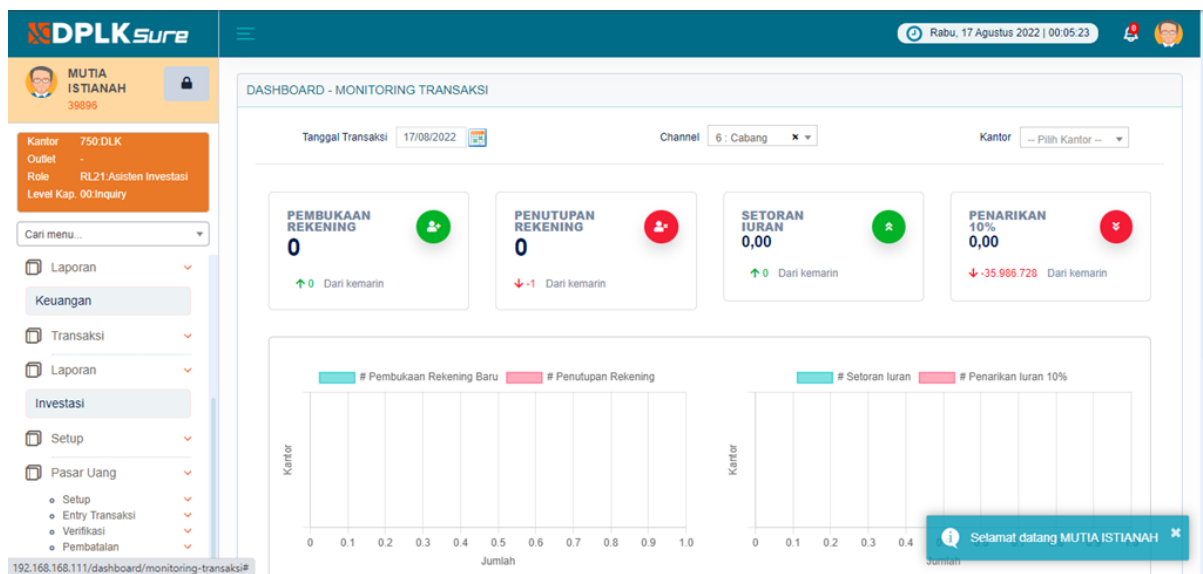 DPLKsure
Rabu, 17 Agustus 2022 | 00:05:23
0
MUTIA
ISTIANAH
39896
Kantor 750:DLK
Outlet -
Role RL21:Asisten Investasi
Level Kap. 00:Inquiry
Cari menu...
Laporan
Keuangan
Transaksi
Laporan
Investasi
Setup
Pasar Uang
Setup
Entry Transaksi
Verifikasi
Pembatalan
192.168.168.111/dashboard/monitoring-transaksi#
DASHBOARD - MONITORING TRANSAKSI
Tanggal Transaksi 17/08/2022
Channel 6 : Cabang
Kantor -- Pilih Kantor --
PEMBUKAAN
REKENING
0
0 Dari kemarin
PENUTUPAN
REKENING
0
-1 Dari kemarin
SETORAN
IURAN
0,00
0 Dari kemarin
PENARIKAN
10%
0,00
-35.986.728 Dari kemarin
# Pembukaan Rekening Baru # Penutupan Rekening
Kantor
0 0.1 0.2 0.3 0.4 0.5 0.6 0.7 0.8 0.9 1.0
Jumlah
# Setoran Iuran # Penarikan Iuran 10%
Kantor
0 0.1 0.2 0.3 0.4
Jumlah
Selamat datang MUTIA ISTIANAH